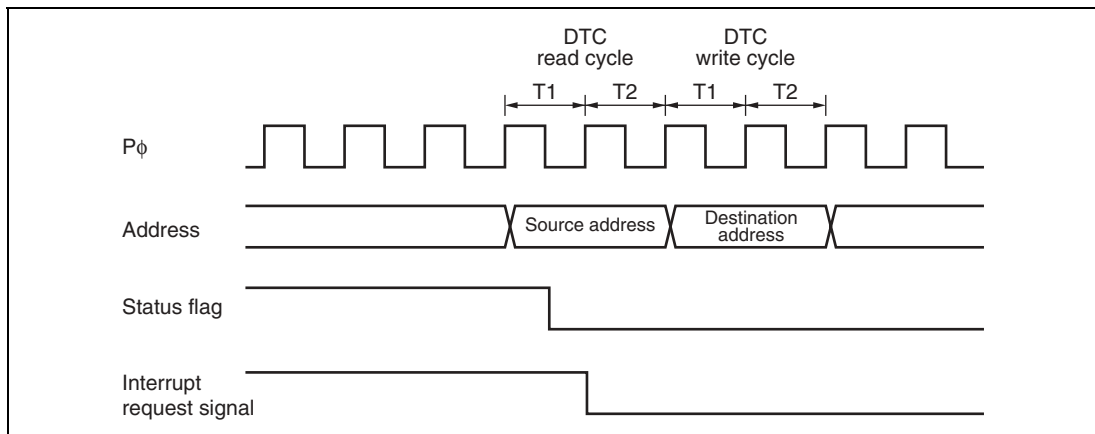 DTC
read cycle
DTC
write cycle
T1
T2
T1
T2
Pϕ
Address
Source address
Destination
address
Status flag
Interrupt
request signal